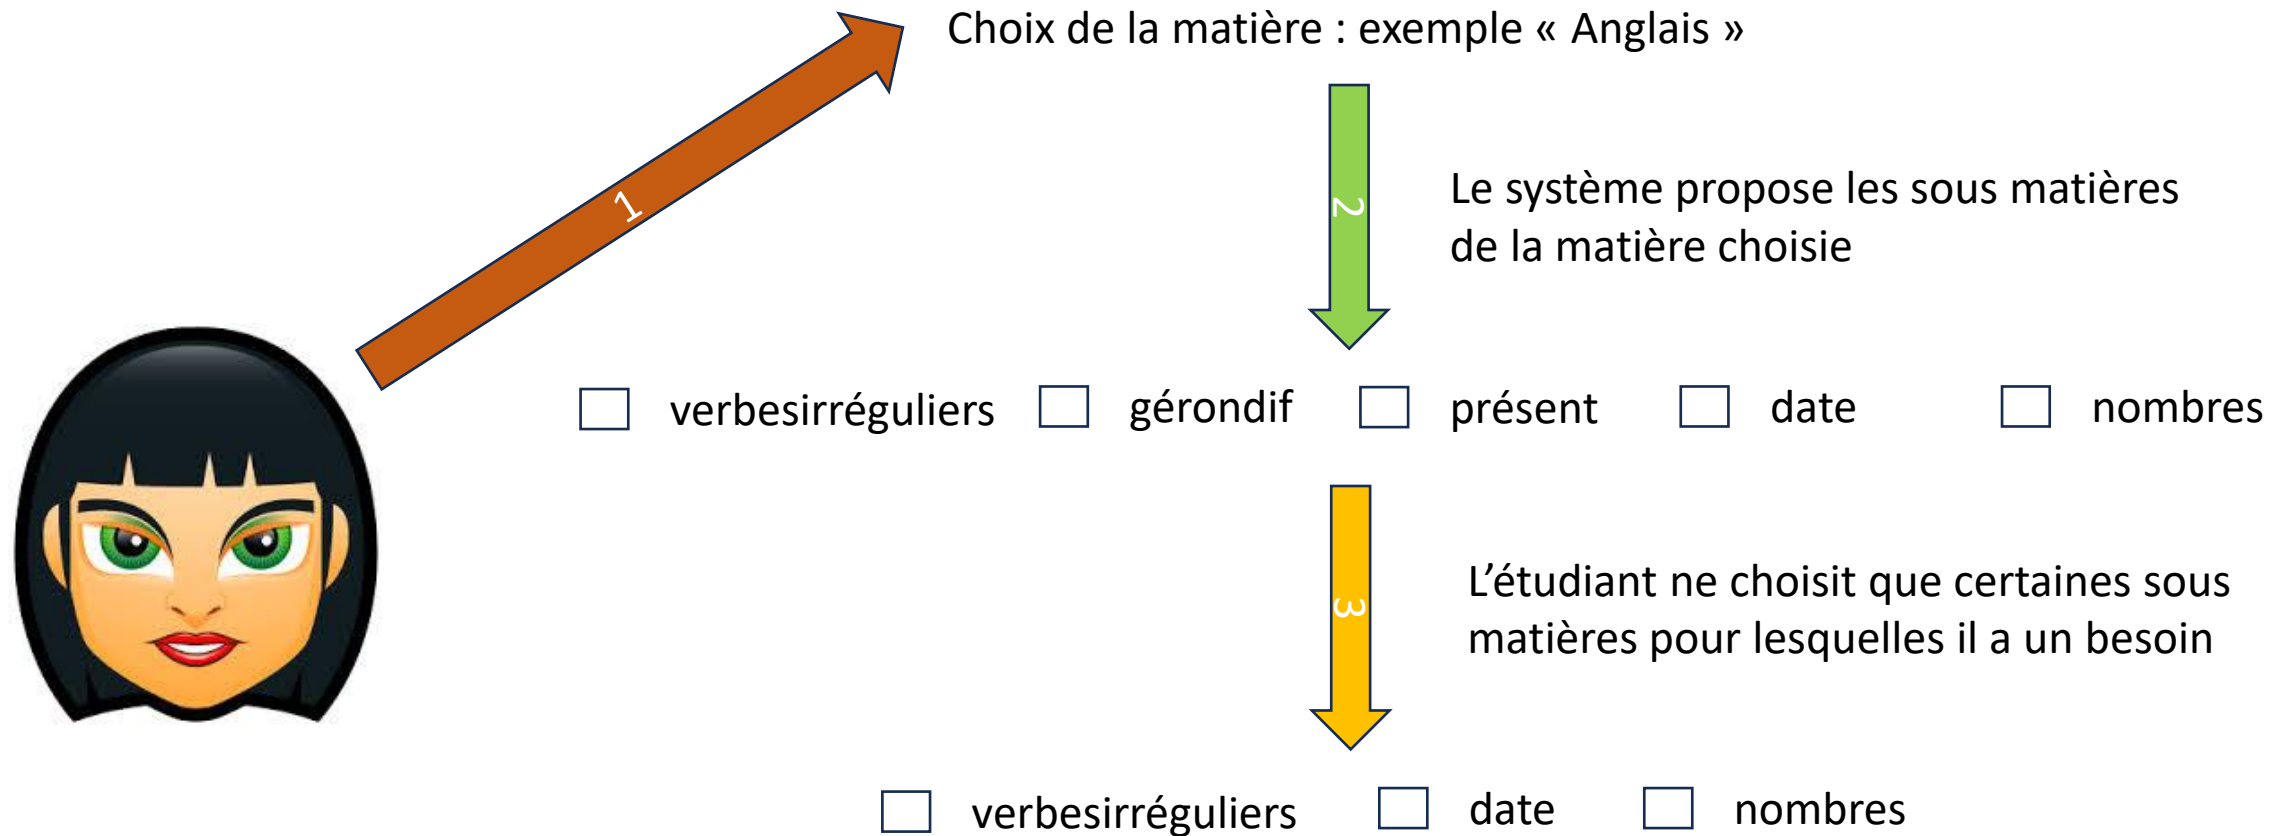 Choix de la matière : exemple « Anglais »
1
2
Le système propose les sous matières
de la matière choisie
verbesirréguliers gérondif présent date nombres
3
L’étudiant ne choisit que certaines sous
matières pour lesquelles il a un besoin
verbesirréguliers date nombres